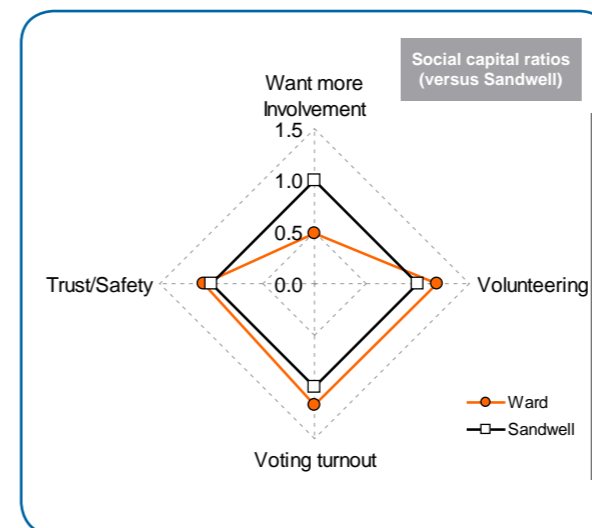 Social capital ratios
(versus Sandwell)
Want more
Involvement
1.5
1.0
0.5
0.0
Trust/Safety
Volunteering
Voting turnout
Ward
Sandwell